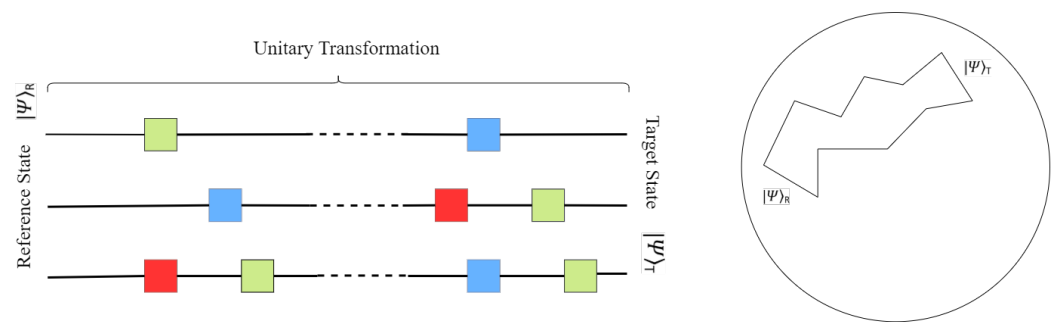 Unitary Transformation
|Ψ⟩R
Reference State
Target State
|Ψ⟩T
|Ψ⟩T
|Ψ⟩R